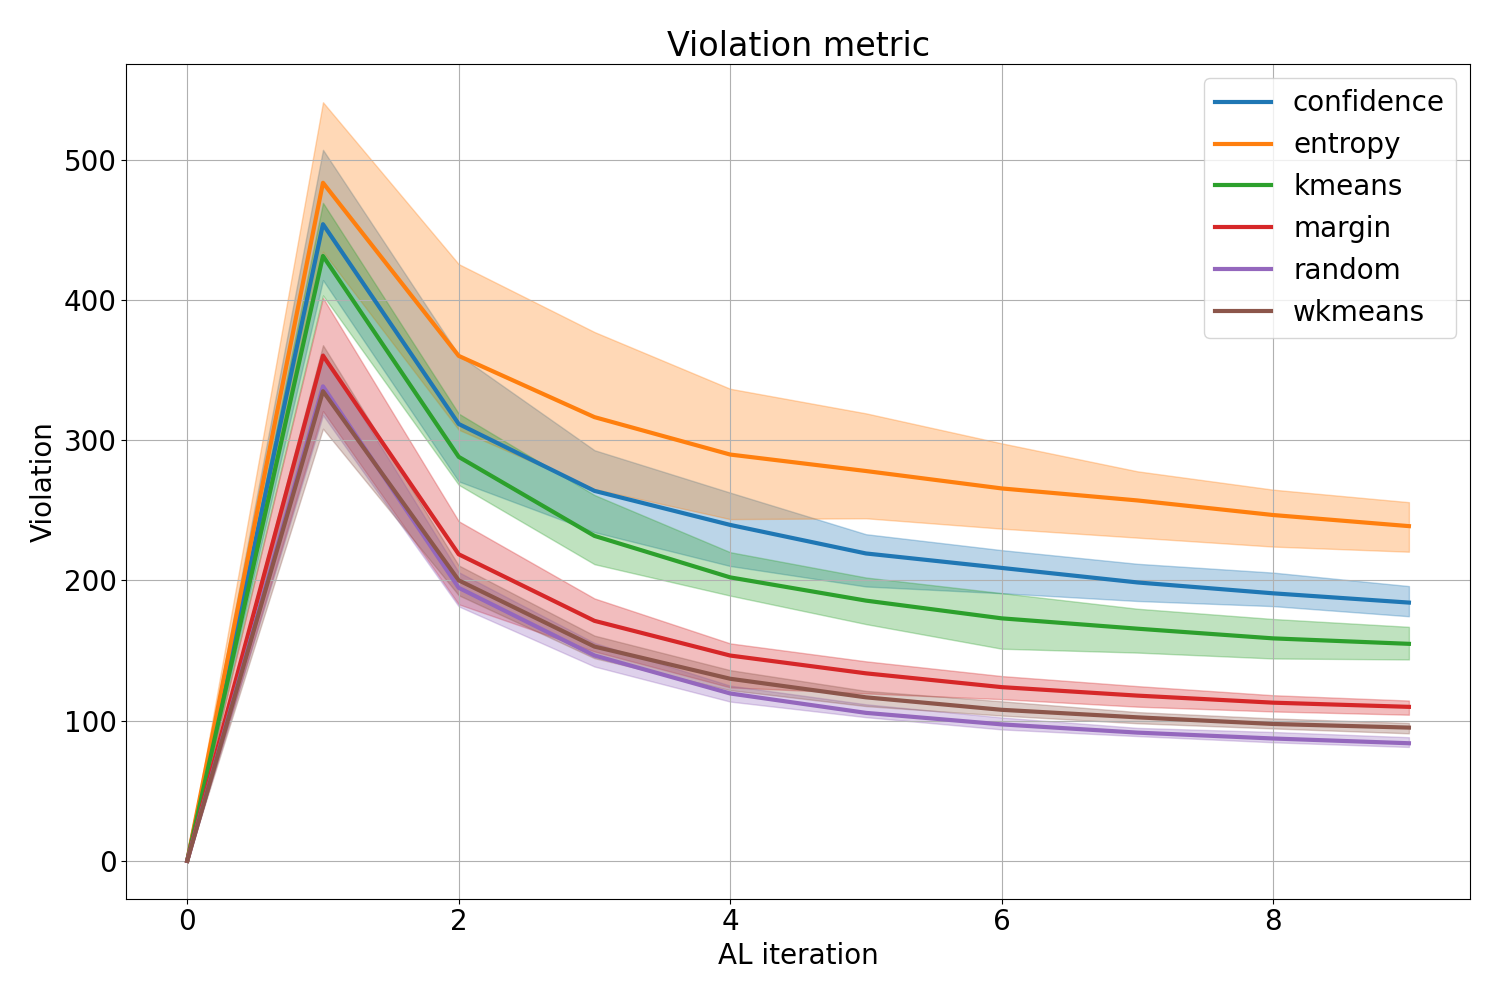 Violation metric
confidence
entropy
kmeans
margin
random
wkmeans
Violation
500
400
300
200
100
0
0 2 4 6 8
AL iteration